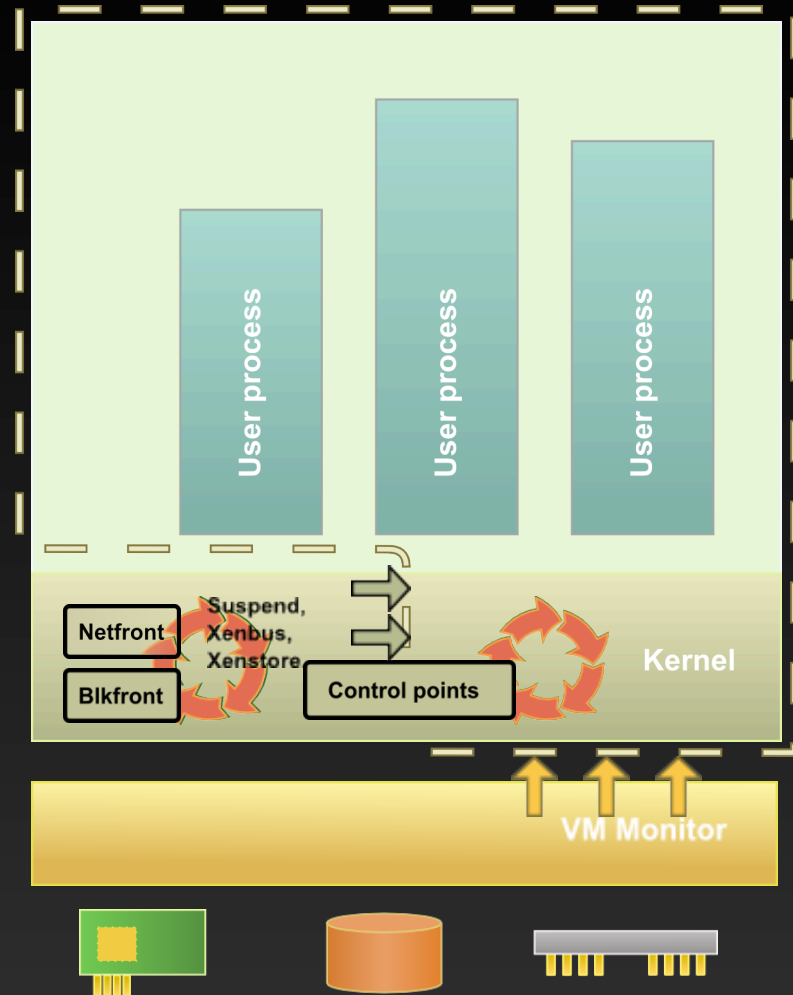 User process
User process
User process
Suspend,
Xenbus,
Xenstore
Netfront
Blkfront
Control points
Kernel
VM Monitor